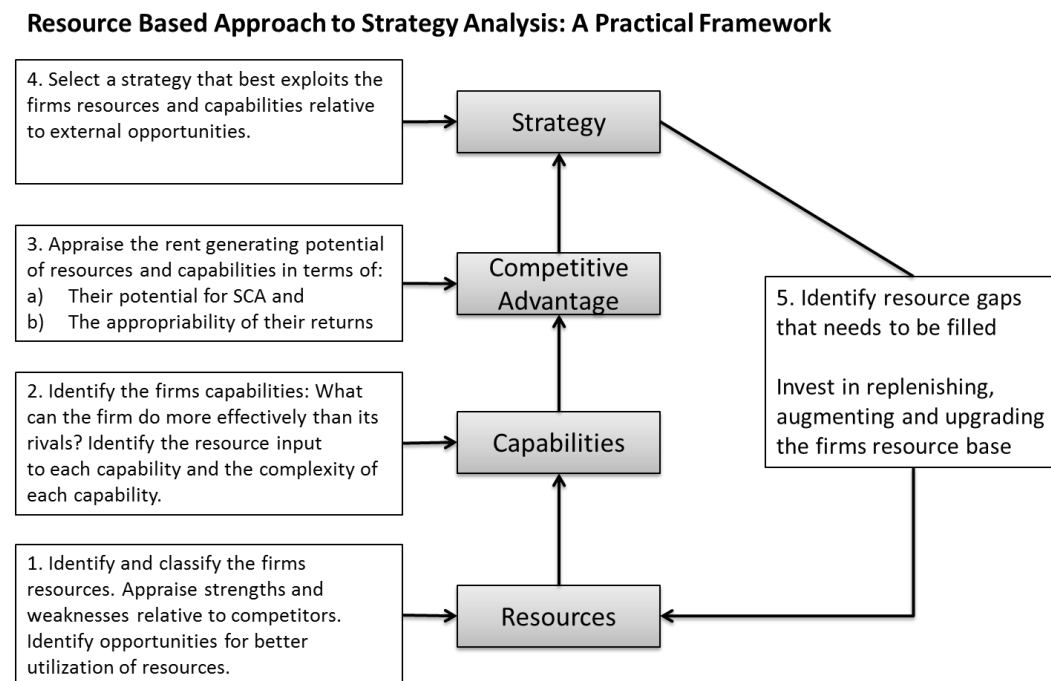 Resource Based Approach to Strategy Analysis: A Practical Framework
4. Select a strategy that best exploits the
firms resources and capabilities relative
to external opportunities.
Strategy
3. Appraise the rent generating potential
of resources and capabilities in terms of:
a) Their potential for SCA and
b) The appropriability of their returns
Competitive
Advantage
5. Identify resource gaps
that needs to be filled
Invest in replenishing,
augmenting and upgrading
the firms resource base
2. Identify the firms capabilities: What
can the firm do more effectively than its
rivals? Identify the resource input
to each capability and the complexity of
each capability.
Capabilities
1. Identify and classify the firms
resources. Appraise strengths and
weaknesses relative to competitors.
Identify opportunities for better
utilization of resources.
Resources